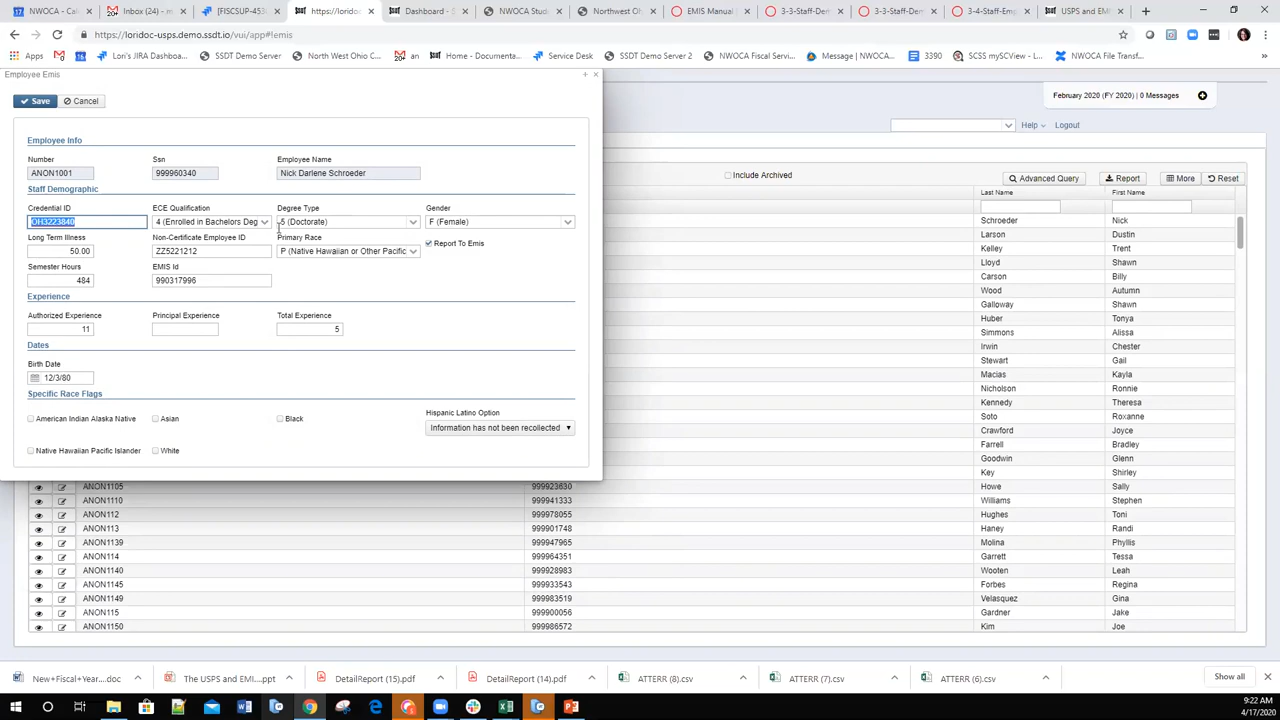 NWOCA - Cale
Inbox (24) - m
[FISCSUP-453
https://loridoc
Dashboard - S
NWOCA Stud
Northwest Oh
EMIS Manual
3-3-Staff-Dem
3-3-Staff-Dem
3-4-Staff-Emp
USPS and EMI
https://loridoc-usps.demo.ssdt.io/vui/app#lemis
Apps
Lori's JIRA Dashbo...
SSDT Demo Server
North West Ohio C...
an
Home - Documenta...
Service Desk
SSDT Demo Server 2
NWOCA Fiscal Servi...
Message | NWOCA
3390
SCSS mySCView - L...
NWOCA File Transf...
Employee Emis
February 2020 (FY 2020) | 0 Messages
Save
Cancel
Help
Logout
Employee Info
Number
Ssn
Employee Name
ANON1001
999960340
Nick Darlene Schroeder
Include Archived
Advanced Query
Report
More
Reset
Staff Demographic
Last Name
First Name
Credential ID
ECE Qualification
Degree Type
Gender
OH3223840
4 (Enrolled in Bachelors Deg
5 (Doctorate)
F (Female)
Long Term Illness
Non-Certificate Employee ID
Primary Race
Report To Emis
50.00
ZZ5221212
P (Native Hawaiian or Other Pacific
Semester Hours
EMIS Id
484
990317996
Experience
Authorized Experience
Principal Experience
Total Experience
11
5
Dates
Birth Date
12/3/80
Specific Race Flags
American Indian Alaska Native
Asian
Black
Hispanic Latino Option
Information has not been recollected
Native Hawaiian Pacific Islander
White
Schroeder Nick
Larson Dustin
Kelley Trent
Lloyd Shawn
Carson Billy
Wood Autumn
Galloway Shawn
Huber Tonya
Simmons Alissa
Irwin Chester
Stewart Gail
Macias Kayla
Nicholson Ronnie
Kennedy Theresa
Soto Roxanne
Crawford Joyce
Farrell Bradley
Goodwin Glenn
Key Shirley
ANON1105 999923630 Howe Sally
ANON1110 999941333 Williams Stephen
ANON112 999978055 Hughes Toni
ANON113 999901748 Haney Randi
ANON1139 999947965 Molina Phyllis
ANON114 999964351 Garrett Tessa
ANON1140 999928983 Wooten Leah
ANON1145 999933543 Forbes Regina
ANON1149 999983551 Velasquez Gina
ANON115 999900056 Gardner Jake
ANON1150 999986572 Kim Joe
New+Fiscal+Year....doc
The USPS and EMI....ppt
DetailReport (15).pdf
DetailReport (14).pdf
ATTERR (8).csv
ATTERR (7).csv
ATTERR (6).csv
Show all
9:22 AM
4/17/2020